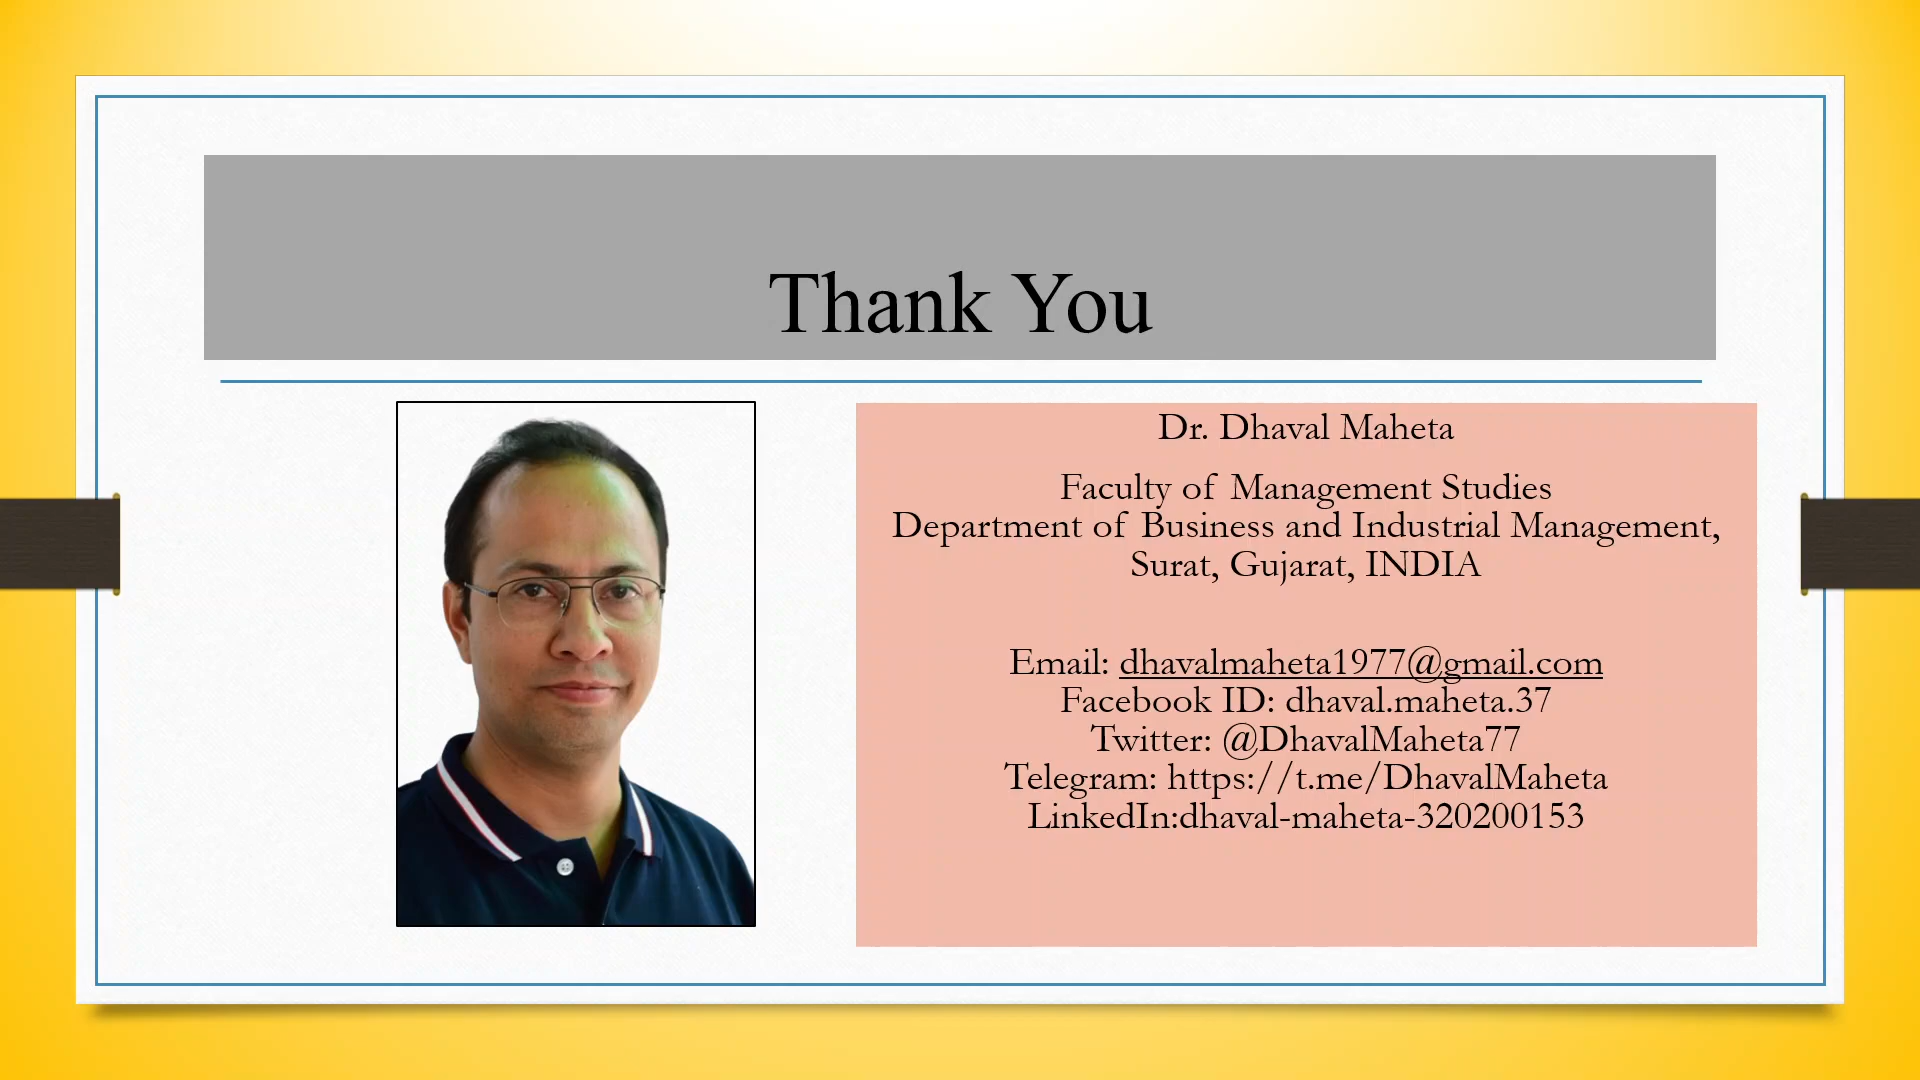 Thank You
Dr. Dhaval Maheta
Faculty of Management Studies
Department of Business and Industrial Management,
Surat, Gujarat, INDIA
Email: dhavalmaheta1977@gmail.com
Facebook ID: dhaval.maheta.37
Twitter: @DhavalMaheta77
Telegram: https://t.me/DhavalMaheta
LinkedIn:dhaval-maheta-320200153